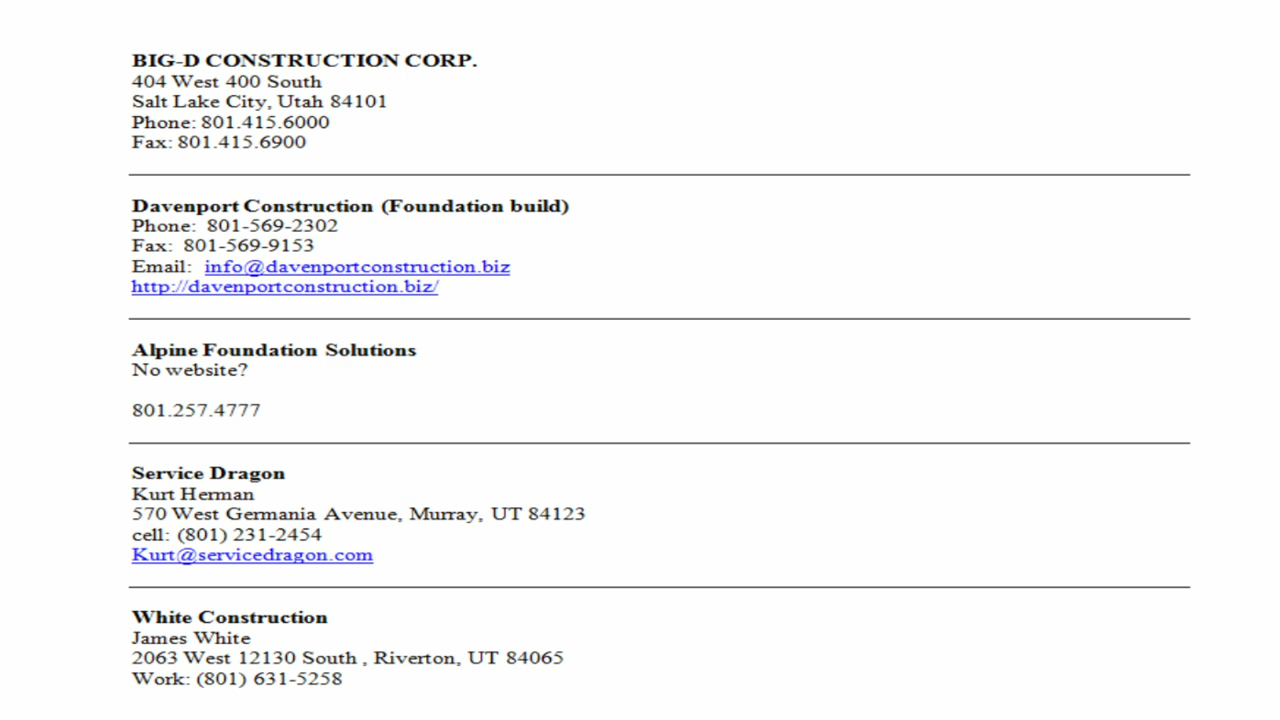 BIG-D CONSTRUCTION CORP.
404 West 400 South
Salt Lake City, Utah 84101
Phone: 801.415.6000
Fax: 801.415.6900
Davenport Construction (Foundation build)
Phone:  801-569-2302
Fax:  801-569-9153
Email:  info@davenportconstruction.biz
http://davenportconstruction.biz/
Alpine Foundation Solutions
No website?
801.257.4777
Service Dragon
Kurt Herman
570 West Germania Avenue, Murray, UT 84123
cell: (801) 231-2454
Kurt@servicedragon.com
White Construction
James White
2063 West 12130 South , Riverton, UT 84065
Work: (801) 631-5258